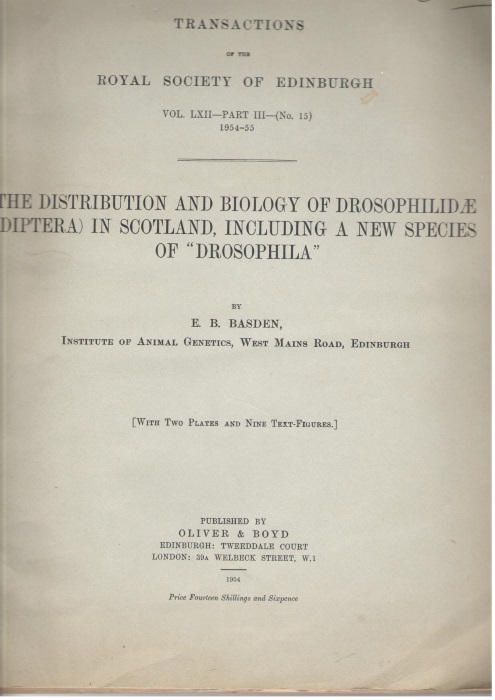 TRANSACTIONS
OF THE
ROYAL SOCIETY OF EDINBURGH
VOL. LXII—PART III—(No. 15)
1954–55
THE DISTRIBUTION AND BIOLOGY OF DROSOPHILIDÆ
(DIPTERA) IN SCOTLAND, INCLUDING A NEW SPECIES
OF “DROSOPHILA”
BY
E. B. BASDEN,
INSTITUTE OF ANIMAL GENETICS, WEST MAINS ROAD, EDINBURGH
[WITH TWO PLATES AND NINE TEXT-FIGURES.]
PUBLISHED BY
OLIVER & BOYD
EDINBURGH: TWEEDDALE COURT
LONDON: 39A WELBECK STREET, W.1
1954
Price Fourteen Shillings and Sixpence